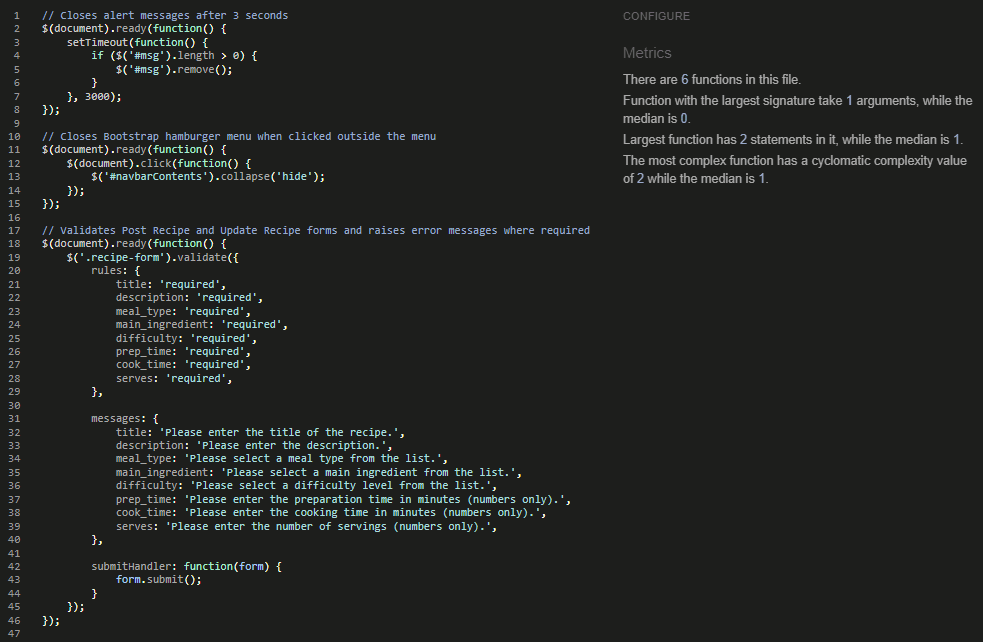 1 // Closes alert messages after 3 seconds
2 $(document).ready(function() {
3     setTimeout(function() {
4         if ($('#msg').length > 0) {
5             $('#msg').remove();
6         }
7     }, 3000);
8 });
9
10 // Closes Bootstrap hamburger menu when clicked outside the menu
11 $(document).ready(function() {
12     $(document).click(function() {
13         $('#navbarContents').collapse('hide');
14     });
15 });
16
17 // Validates Post Recipe and Update Recipe forms and raises error messages where required
18 $(document).ready(function() {
19     $('.recipe-form').validate({
20         rules: {
21             title: 'required',
22             description: 'required',
23             meal_type: 'required',
24             main_ingredient: 'required',
25             difficulty: 'required',
26             prep_time: 'required',
27             cook_time: 'required',
28             serves: 'required',
29         },
30
31         messages: {
32             title: 'Please enter the title of the recipe.',
33             description: 'Please enter the description.',
34             meal_type: 'Please select a meal type from the list.',
35             main_ingredient: 'Please select a main ingredient from the list.',
36             difficulty: 'Please select a difficulty level from the list.',
37             prep_time: 'Please enter the preparation time in minutes (numbers only).',
38             cook_time: 'Please enter the cooking time in minutes (numbers only).',
39             serves: 'Please enter the number of servings (numbers only).',
40         },
41
42         submitHandler: function(form) {
43             form.submit();
44         }
45     });
46 });
47
CONFIGURE
Metrics
There are 6 functions in this file.
Function with the largest signature take 1 arguments, while the
median is 0.
Largest function has 2 statements in it, while the median is 1.
The most complex function has a cyclomatic complexity value
of 2 while the median is 1.